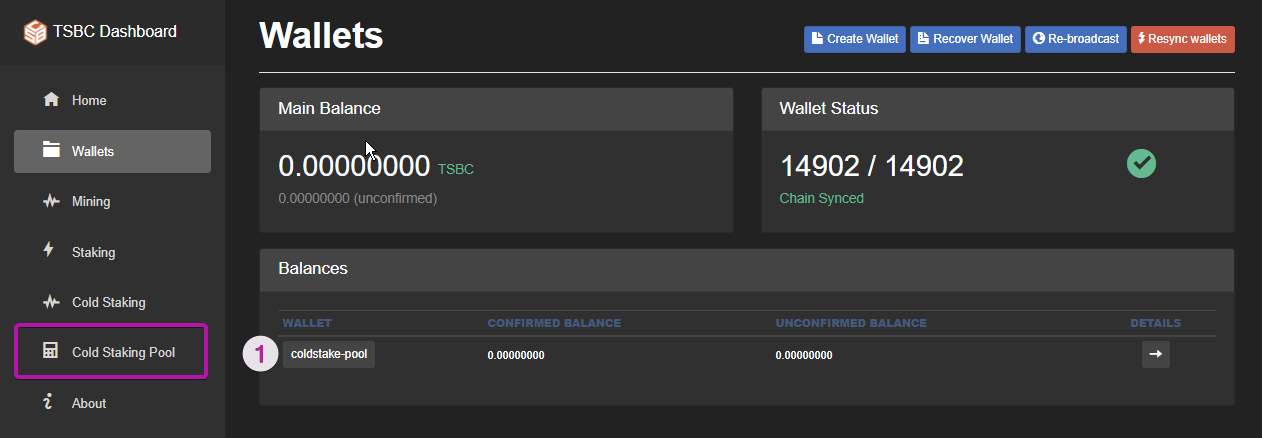 TSBC Dashboard
Home
Wallets
Mining
Staking
Cold Staking
Cold Staking Pool
About
Wallets
Create Wallet
Recover Wallet
Re-broadcast
Resync wallets
Main Balance
0.00000000 TSBC
0.00000000 (unconfirmed)
Wallet Status
14902 / 14902
Chain Synced
Balances
WALLET CONFIRMED BALANCE UNCONFIRMED BALANCE DETAILS
1 coldstake-pool 0.00000000 0.00000000